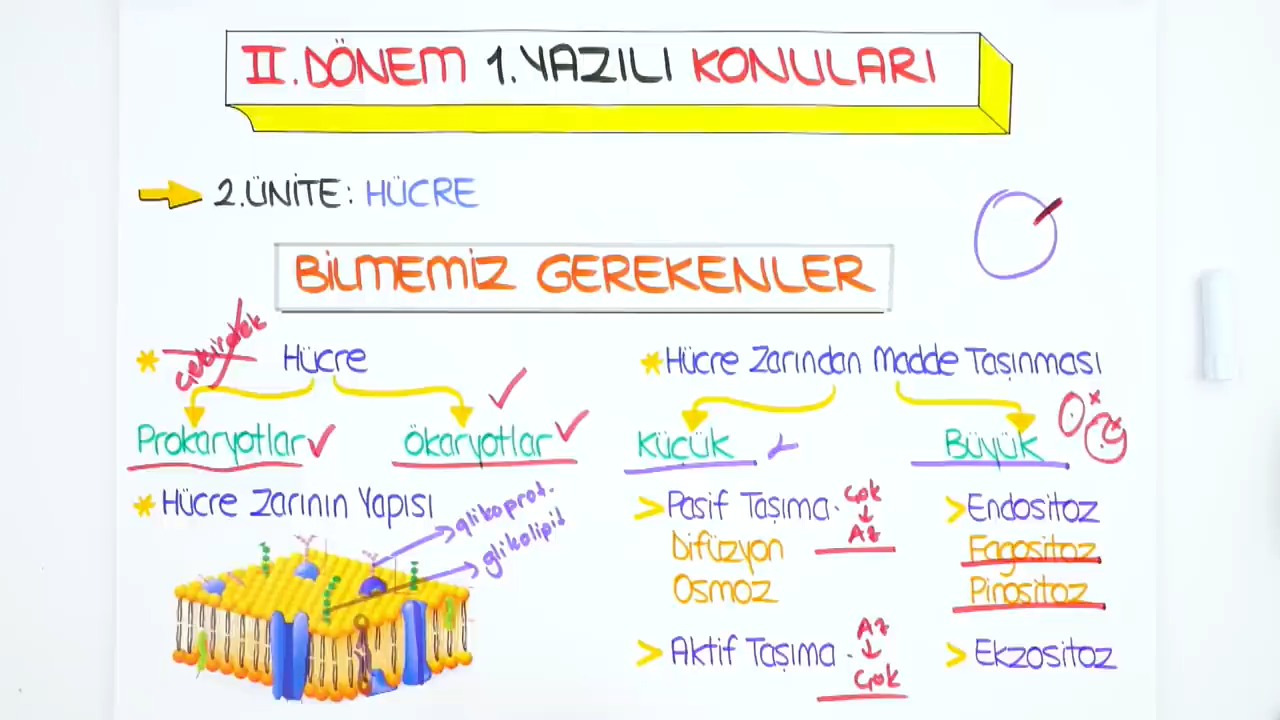 II. DÖNEM 1. YAZILI KONULARI
2. ÜNİTE: HÜCRE
BİLMEMİZ GEREKENLER
* Çekirdek Hücre
Prokaryotlar ökaryotlar
* Hücre Zarının Yapısı
glikoprot.
glikolipit
* Hücre Zarından Madde Taşınması
Küçük Büyük
> Pasif Taşıma. Çok
↓
Az
Difüzyon
Osmoz
> Aktif Taşıma. Az
↓
Çok
> Endositoz
Fagositoz
Pinositoz
> Ekzositoz